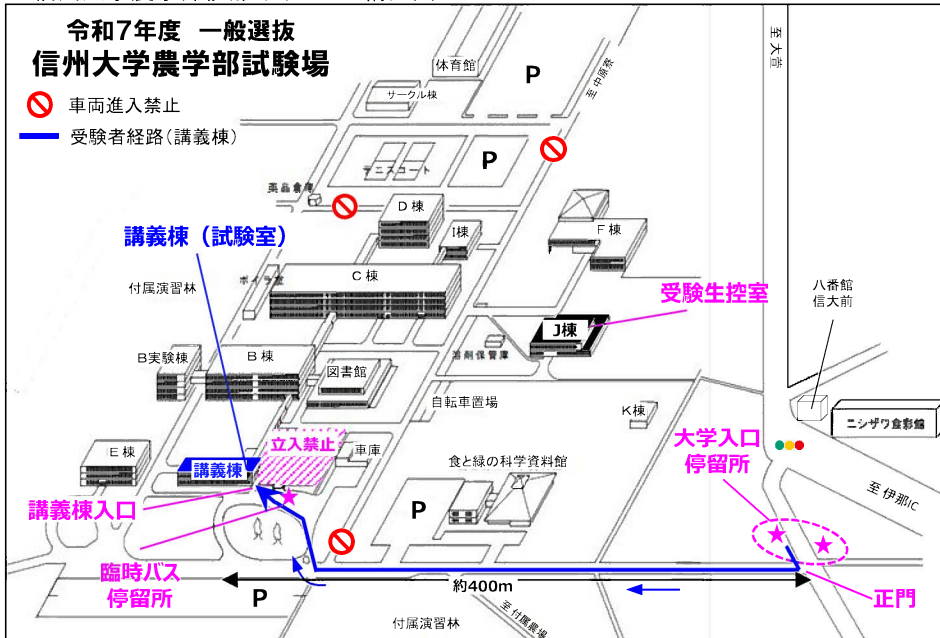 令和7年度 一般選抜
信州大学農学部試験場
車両進入禁止
受験者経路(講義棟)
体育館
サークル棟
P
至中原寮
至大萱
テニスコート
P
薬品倉庫
D棟
I棟
F棟
講義棟（試験室）
付属演習林
ボイラ室
C棟
受験生控室
八番館
信大前
J棟
溶剤保管庫
B実験棟
B棟
図書館
自転車置場
K棟
ニシザワ食彩館
大学入口
停留所
立入禁止
車庫
E棟
講義棟
食と緑の科学資料館
至伊那IC
講義棟入口
P
臨時バス
停留所
P
約400m
正門
至付属農場
付属演習林